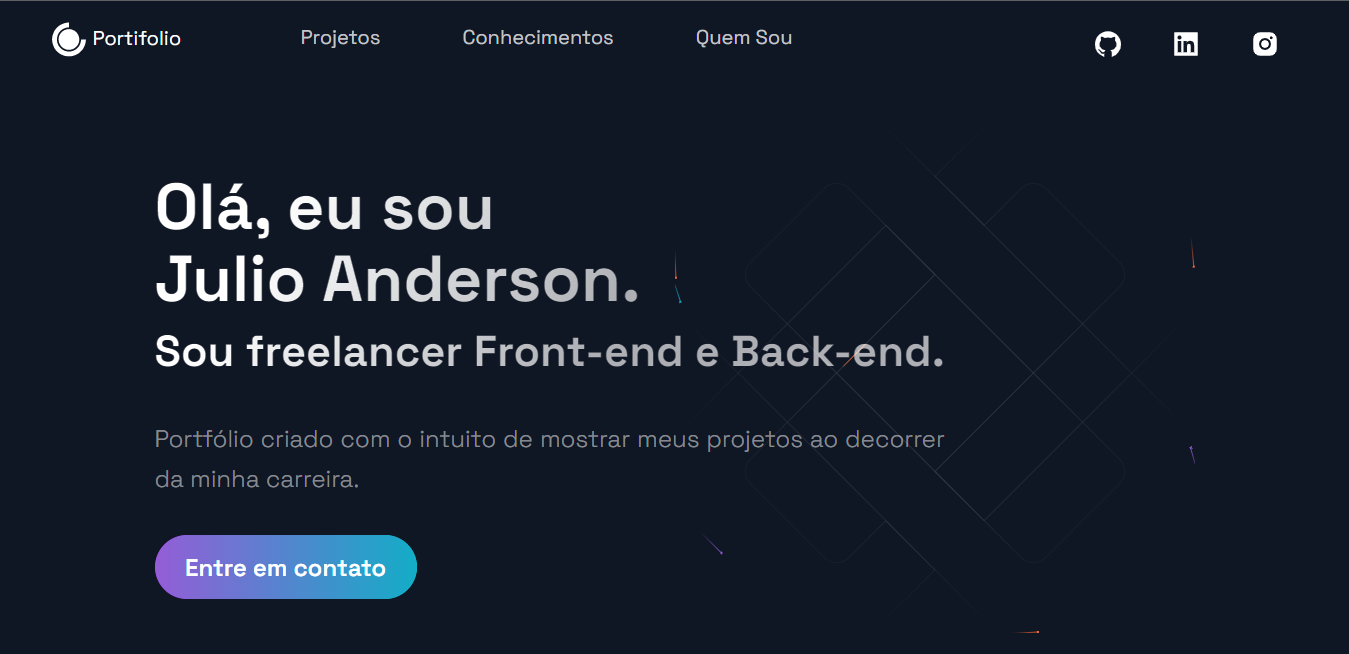 Portifolio
Projetos
Conhecimentos
Quem Sou
in
Olá, eu sou
Julio Anderson.
Sou freelancer Front-end e Back-end.
Portfólio criado com o intuito de mostrar meus projetos ao decorrer
da minha carreira.
Entre em contato